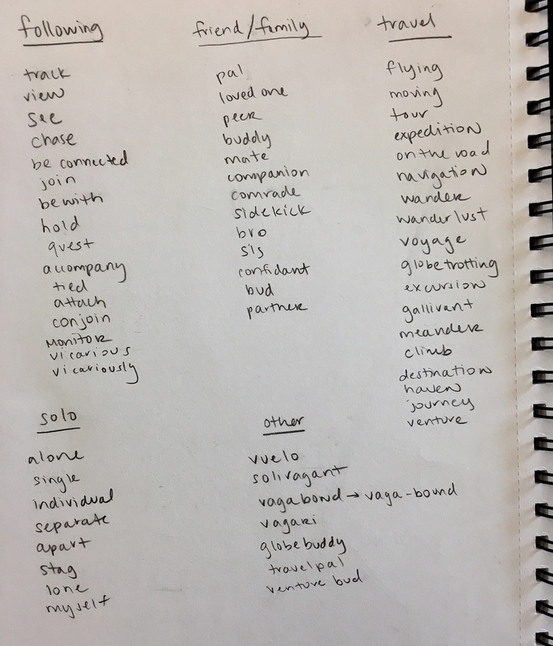 following
track
view
see
chase
be connected
join
be with
hold
quest
accompany
tied
attach
conjoin
monitor
vicarious
vicariously
friend/family
pal
loved one
peer
buddy
mate
companion
comrade
sidekick
bro
sis
confidant
bud
partner
travel
flying
moving
tour
expedition
on the road
navigation
wander
wanderlust
voyage
globetrotting
excursion
gallivant
meander
climb
destination
haven
journey
venture
solo
alone
single
individual
separate
apart
stag
lone
myself
other
vuelo
solivagant
vagabond → vaga-bound
vagari
globebuddy
travelpal
venture bud